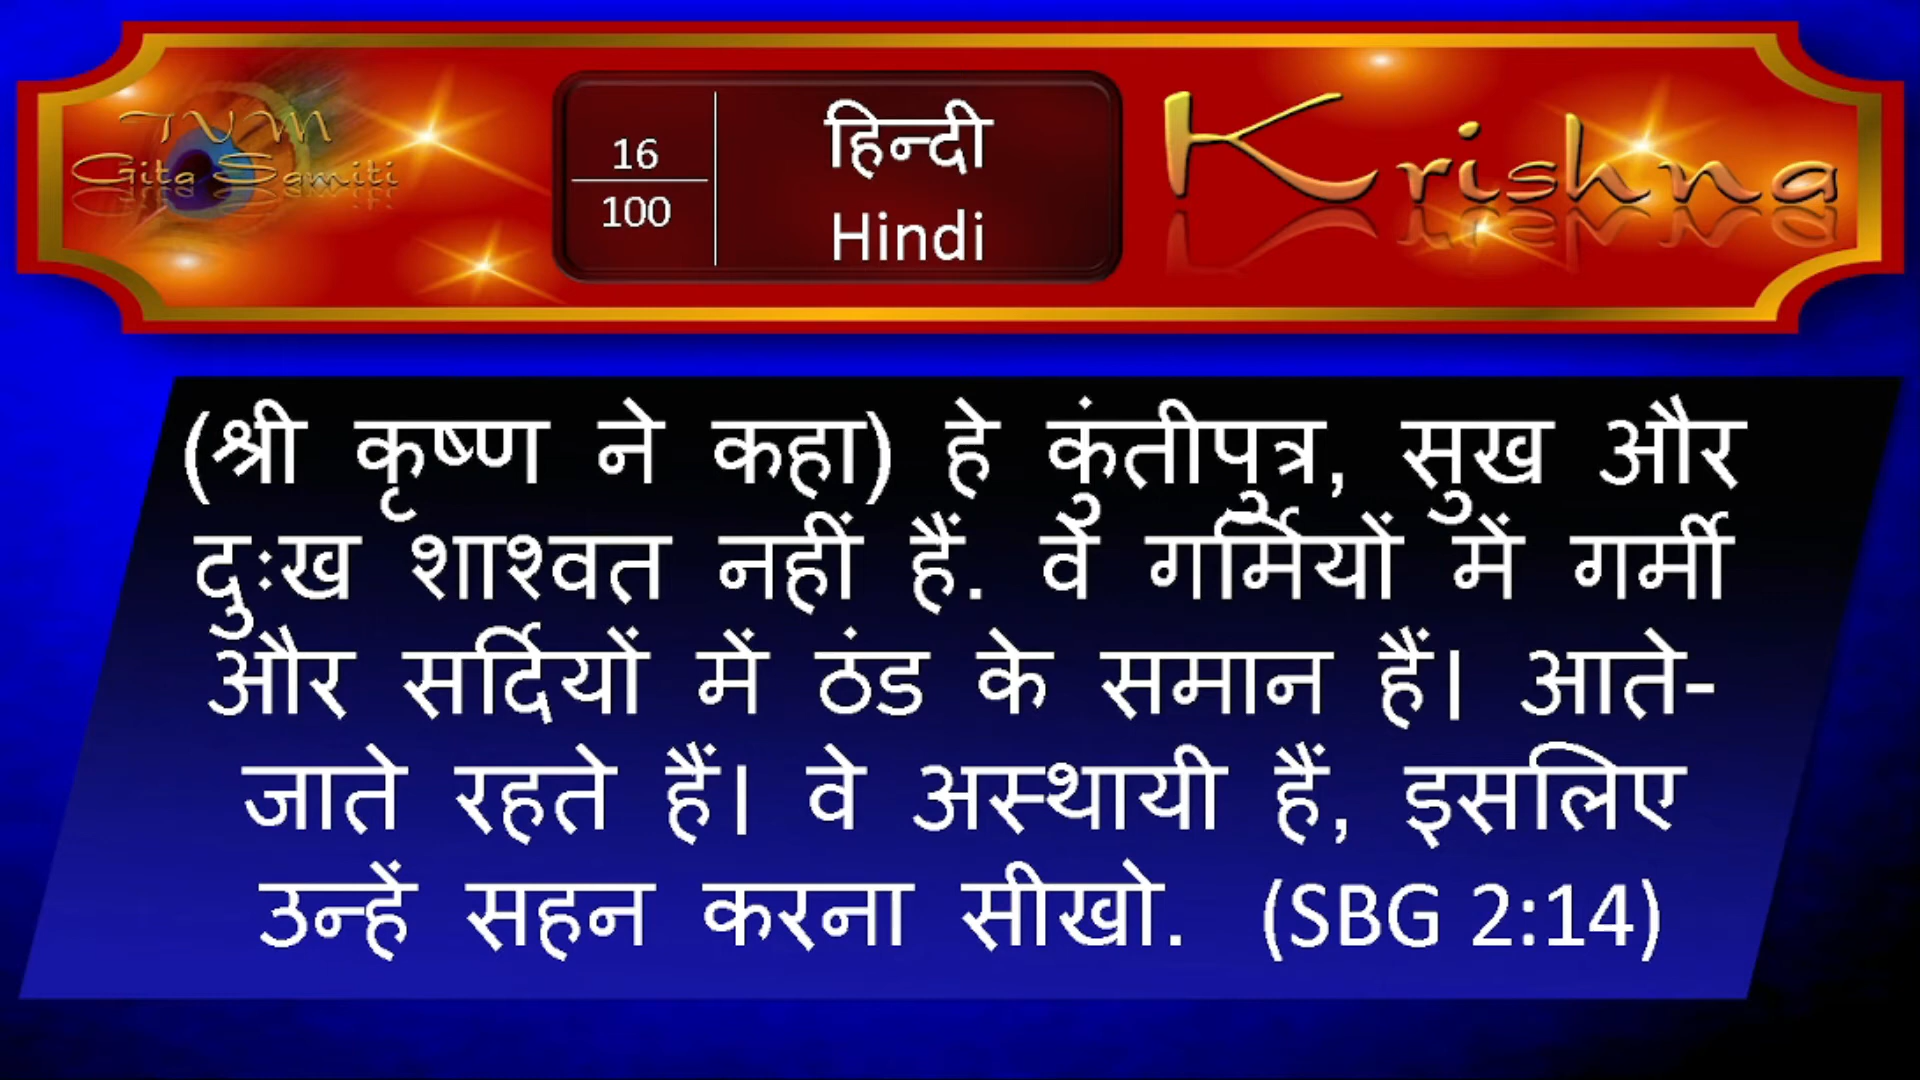 TVM
Gita Samiti
16
100
हिन्दी
Hindi
Krishna
(श्री कृष्ण ने कहा) हे कुंतीपुत्र, सुख और
दुःख शाश्वत नहीं हैं. वे गर्मियों में गर्मी
और सर्दियों में ठंड के समान हैं। आते-
जाते रहते हैं। वे अस्थायी हैं, इसलिए
उन्हें सहन करना सीखो. (SBG 2:14)